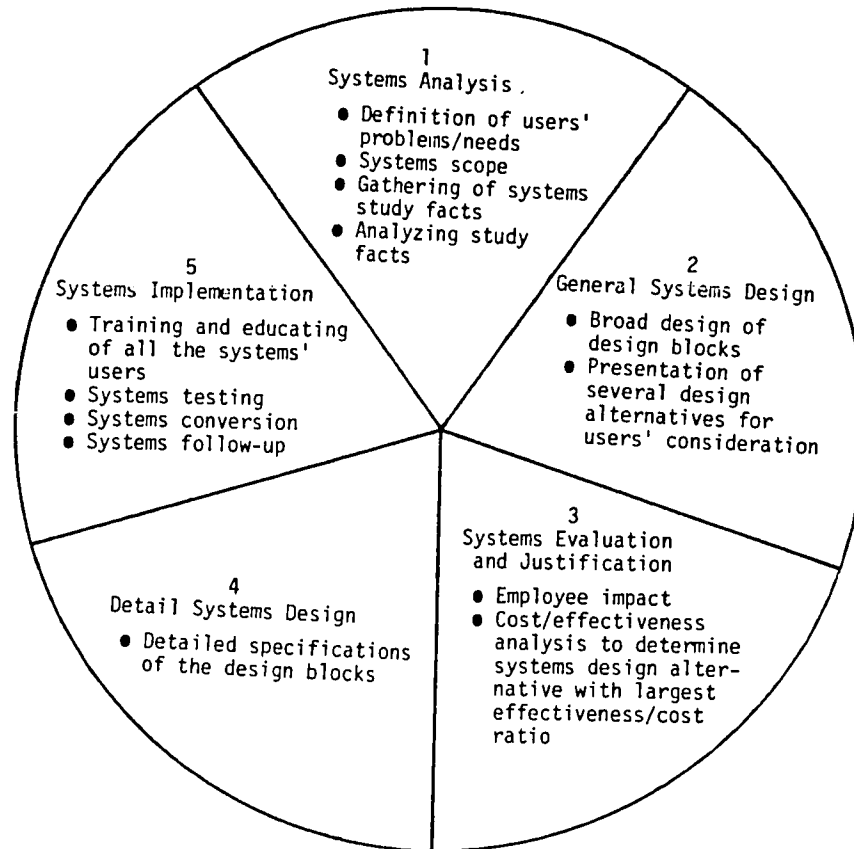 1
Systems Analysis.
● Definition of users'
problems/needs
● Systems scope
● Gathering of systems
study facts
● Analyzing study
facts
2
General Systems Design
● Broad design of
design blocks
● Presentation of
several design
alternatives for
users' consideration
3
Systems Evaluation
and Justification
● Employee impact
● Cost/effectiveness
analysis to determine
systems design alter-
native with largest
effectiveness/cost
ratio
4
Detail Systems Design
● Detailed specifications
of the design blocks
5
Systems Implementation
● Training and educating
of all the systems'
users
● Systems testing
● Systems conversion
● Systems follow-up